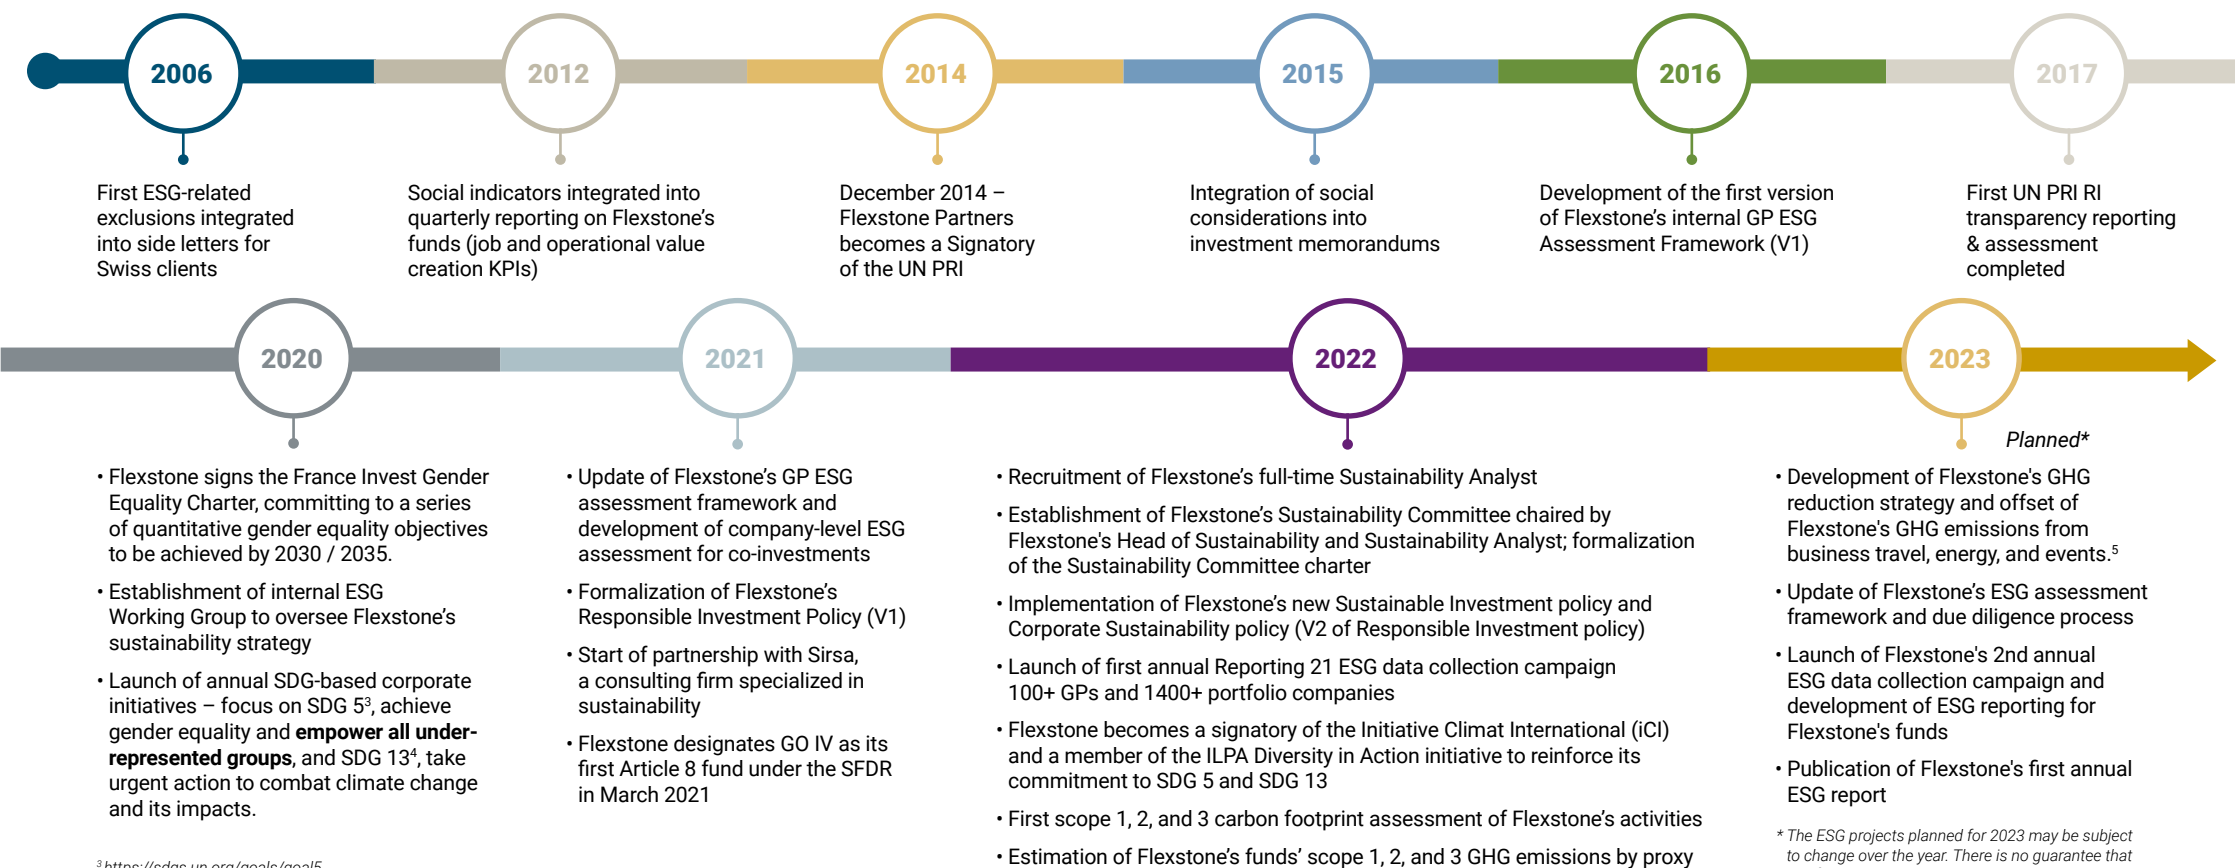 2006
2012
2014
2015
2016
2017
First ESG-related
exclusions integrated
into side letters for
Swiss clients
Social indicators integrated into
quarterly reporting on Flexstone’s
funds (job and operational value
creation KPIs)
December 2014 –
Flexstone Partners
becomes a Signatory
of the UN PRI
Integration of social
considerations into
investment memorandums
Development of the first version
of Flexstone’s internal GP ESG
Assessment Framework (V1)
First UN PRI RI
transparency reporting
& assessment
completed
2020
2021
2022
2023
Planned*
• Flexstone signs the France Invest Gender
Equality Charter, committing to a series
of quantitative gender equality objectives
to be achieved by 2030 / 2035.
• Establishment of internal ESG
Working Group to oversee Flexstone’s
sustainability strategy
• Launch of annual SDG-based corporate
initiatives – focus on SDG 5³, achieve
gender equality and empower all under-
represented groups, and SDG 13⁴, take
urgent action to combat climate change
and its impacts.
³ https://sdgs.un.org/goals/goal5
• Update of Flexstone’s GP ESG
assessment framework and
development of company-level ESG
assessment for co-investments
• Formalization of Flexstone’s
Responsible Investment Policy (V1)
• Start of partnership with Sirsa,
a consulting firm specialized in
sustainability
• Flexstone designates GO IV as its
first Article 8 fund under the SFDR
in March 2021
• Recruitment of Flexstone’s full-time Sustainability Analyst
• Establishment of Flexstone’s Sustainability Committee chaired by
Flexstone's Head of Sustainability and Sustainability Analyst; formalization
of the Sustainability Committee charter
• Implementation of Flexstone’s new Sustainable Investment policy and
Corporate Sustainability policy (V2 of Responsible Investment policy)
• Launch of first annual Reporting 21 ESG data collection campaign
100+ GPs and 1400+ portfolio companies
• Flexstone becomes a signatory of the Initiative Climat International (iCI)
and a member of the ILPA Diversity in Action initiative to reinforce its
commitment to SDG 5 and SDG 13
• First scope 1, 2, and 3 carbon footprint assessment of Flexstone’s activities
• Estimation of Flexstone’s funds’ scope 1, 2, and 3 GHG emissions by proxy
• Development of Flexstone's GHG
reduction strategy and offset of
Flexstone's GHG emissions from
business travel, energy, and events.⁵
• Update of Flexstone’s ESG assessment
framework and due diligence process
• Launch of Flexstone's 2nd annual
ESG data collection campaign and
development of ESG reporting for
Flexstone's funds
• Publication of Flexstone's first annual
ESG report
* The ESG projects planned for 2023 may be subject
to change over the year. There is no guarantee that